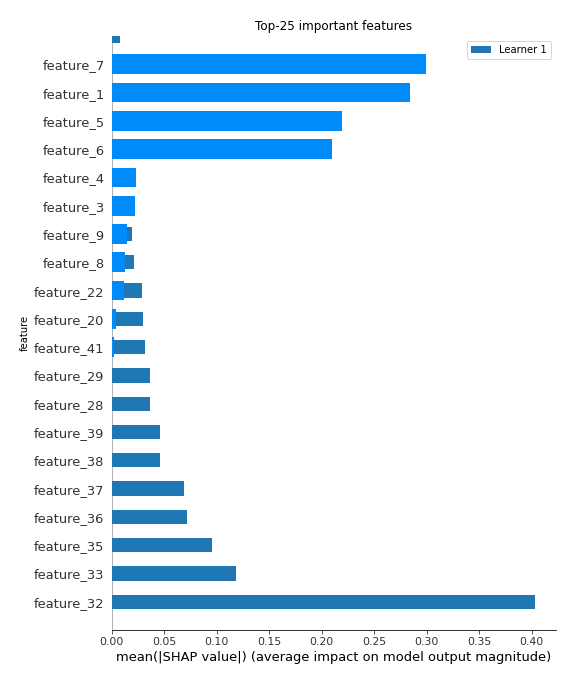 Top-25 important features
Learner 1
feature_7
feature_1
feature_5
feature_6
feature_4
feature_3
feature_9
feature_8
feature_22
feature_20
feature_41
feature_29
feature_28
feature_39
feature_38
feature_37
feature_36
feature_35
feature_33
feature_32
feature
0.00 0.05 0.10 0.15 0.20 0.25 0.30 0.35 0.40
mean(|SHAP value|) (average impact on model output magnitude)